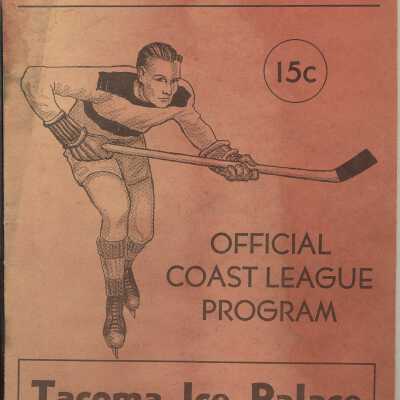 15c
OFFICIAL
COAST LEAGUE
PROGRAM
Tacoma Ice Palace